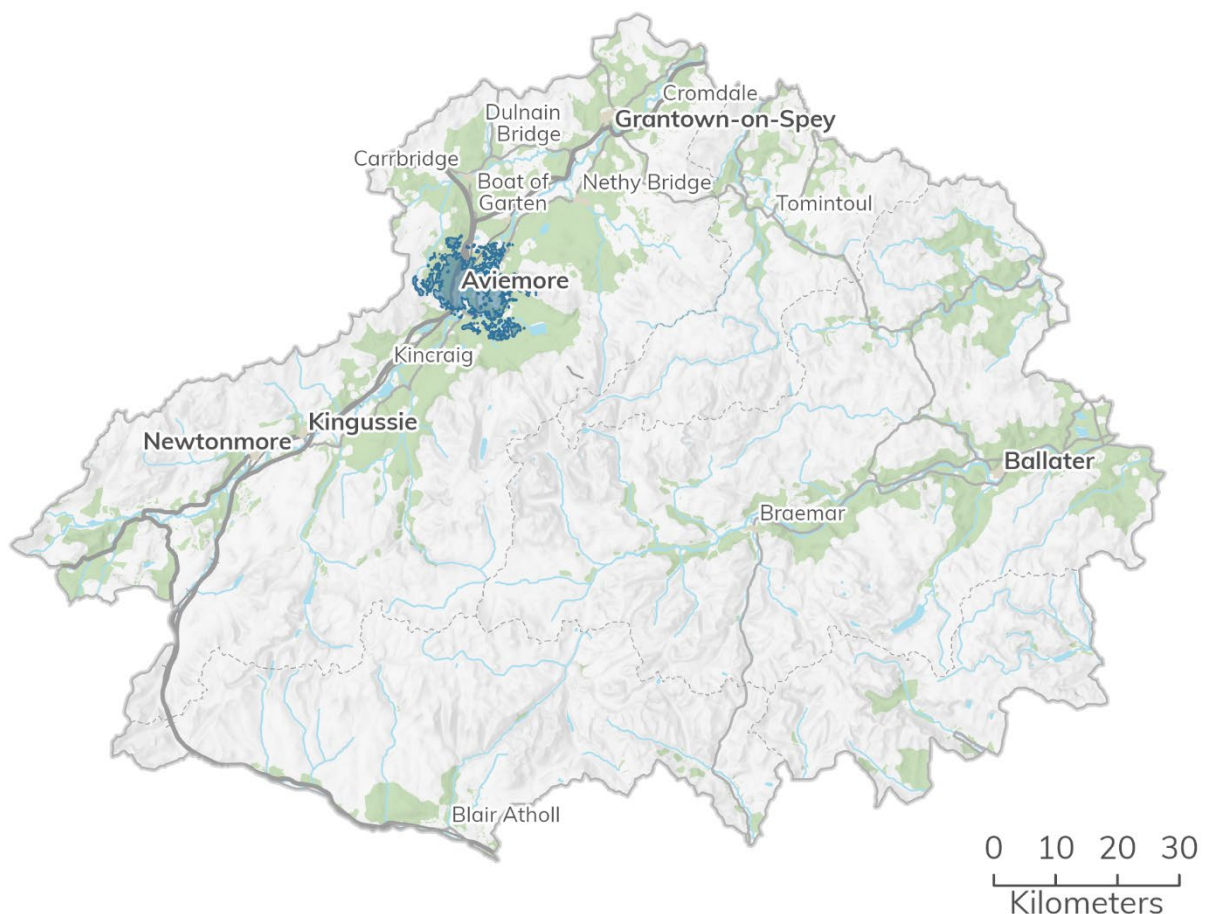 Cromdale
Dulnain
Bridge
Grantown-on-Spey
Carrbridge
Boat of
Garten
Nethy Bridge
Tomintoul
Aviemore
Kincraig
Kingussie
Newtonmore
Ballater
Braemar
Blair Atholl
0 10 20 30
Kilometers